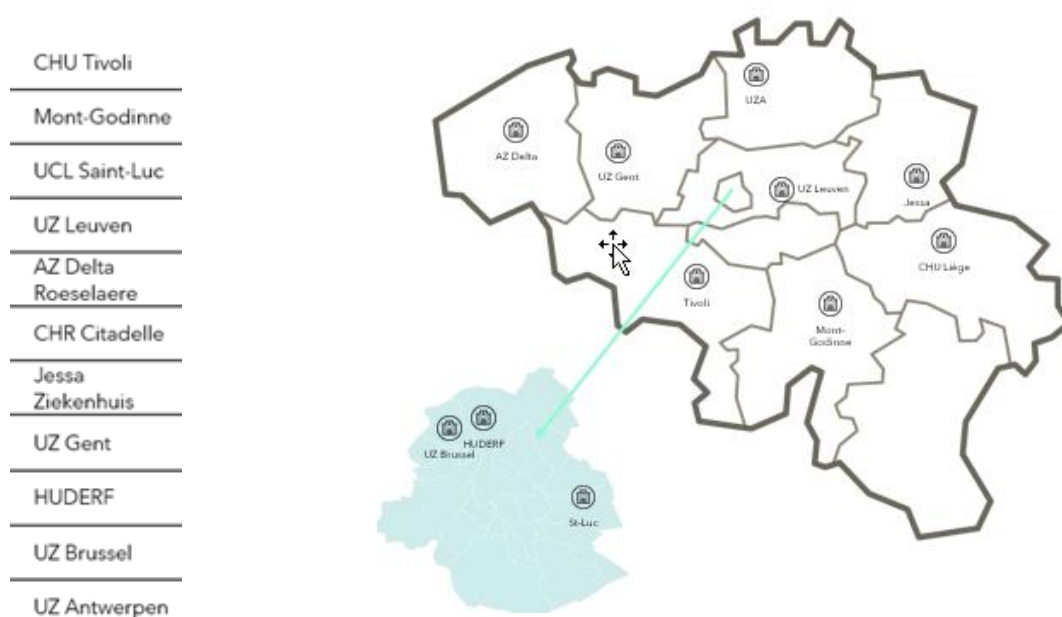 CHU Tivoli
Mont-Godinne
UCL Saint-Luc
UZ Leuven
AZ Delta
Roeselaere
CHR Citadelle
Jessa
Ziekenhuis
UZ Gent
HUDERF
UZ Brussel
UZ Antwerpen
UZA
AZ Delta
UZ Gent
UZ Leuven
Jessa
CHU Liège
Tivoli
Mont-
Godinne
HUDERF
UZ Brussel
St-Luc